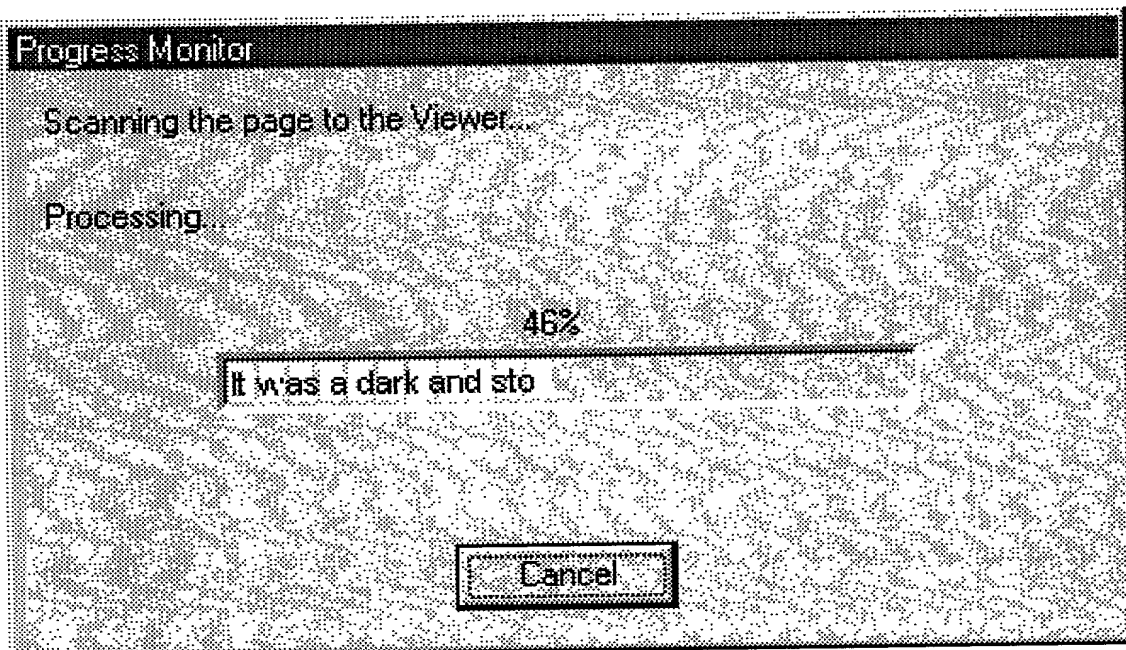 Progress Monitor
Scanning the page to the Viewer...
Processing...
46%
It was a dark and sto
Cancel